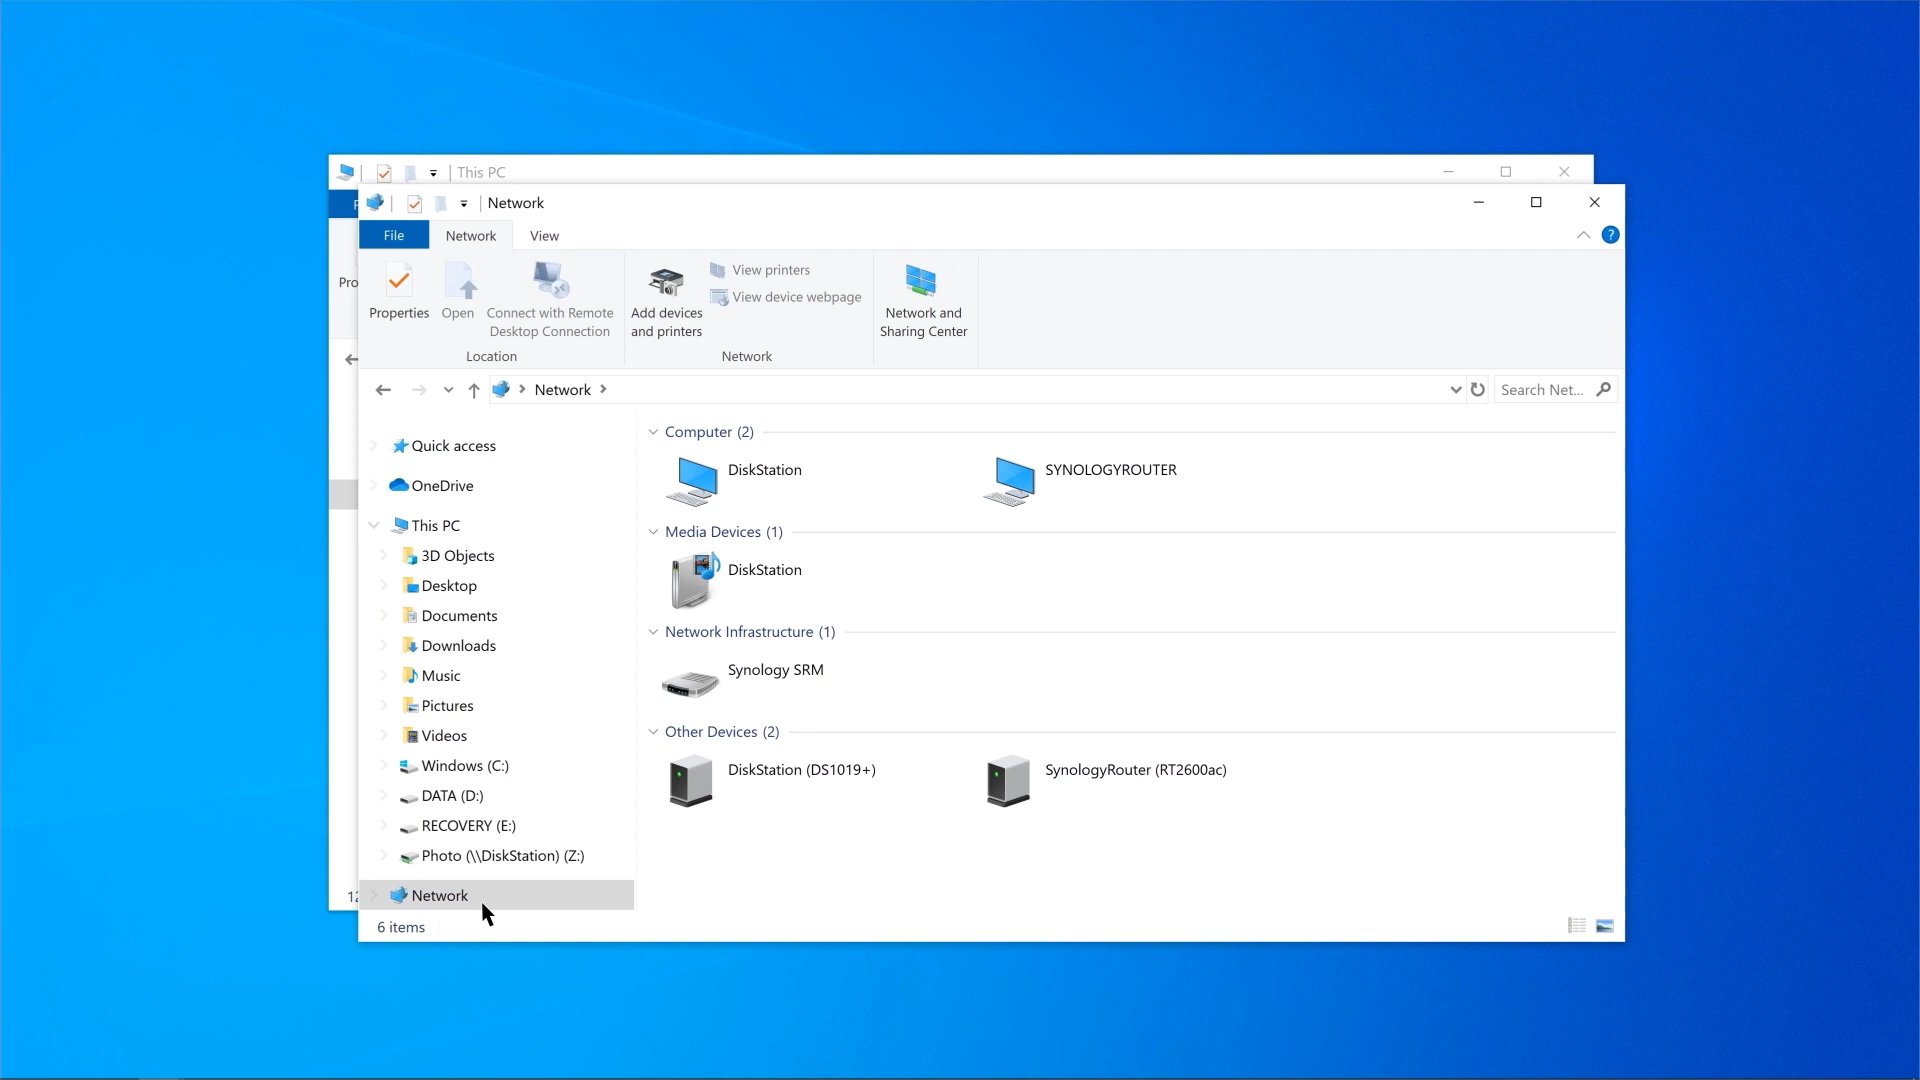 This PC
Network
File
Network
View
?
Pro
Properties
Open
Connect with Remote
Desktop Connection
Add devices
and printers
View printers
View device webpage
Network and
Sharing Center
Location
Network
Network
Search Net...
Quick access
OneDrive
This PC
3D Objects
Desktop
Documents
Downloads
Music
Pictures
Videos
Windows (C:)
DATA (D:)
RECOVERY (E:)
Photo (\\DiskStation) (Z:)
Network
Computer (2)
DiskStation
SYNOLOGYROUTER
Media Devices (1)
DiskStation
Network Infrastructure (1)
Synology SRM
Other Devices (2)
DiskStation (DS1019+)
SynologyRouter (RT2600ac)
12
6 items